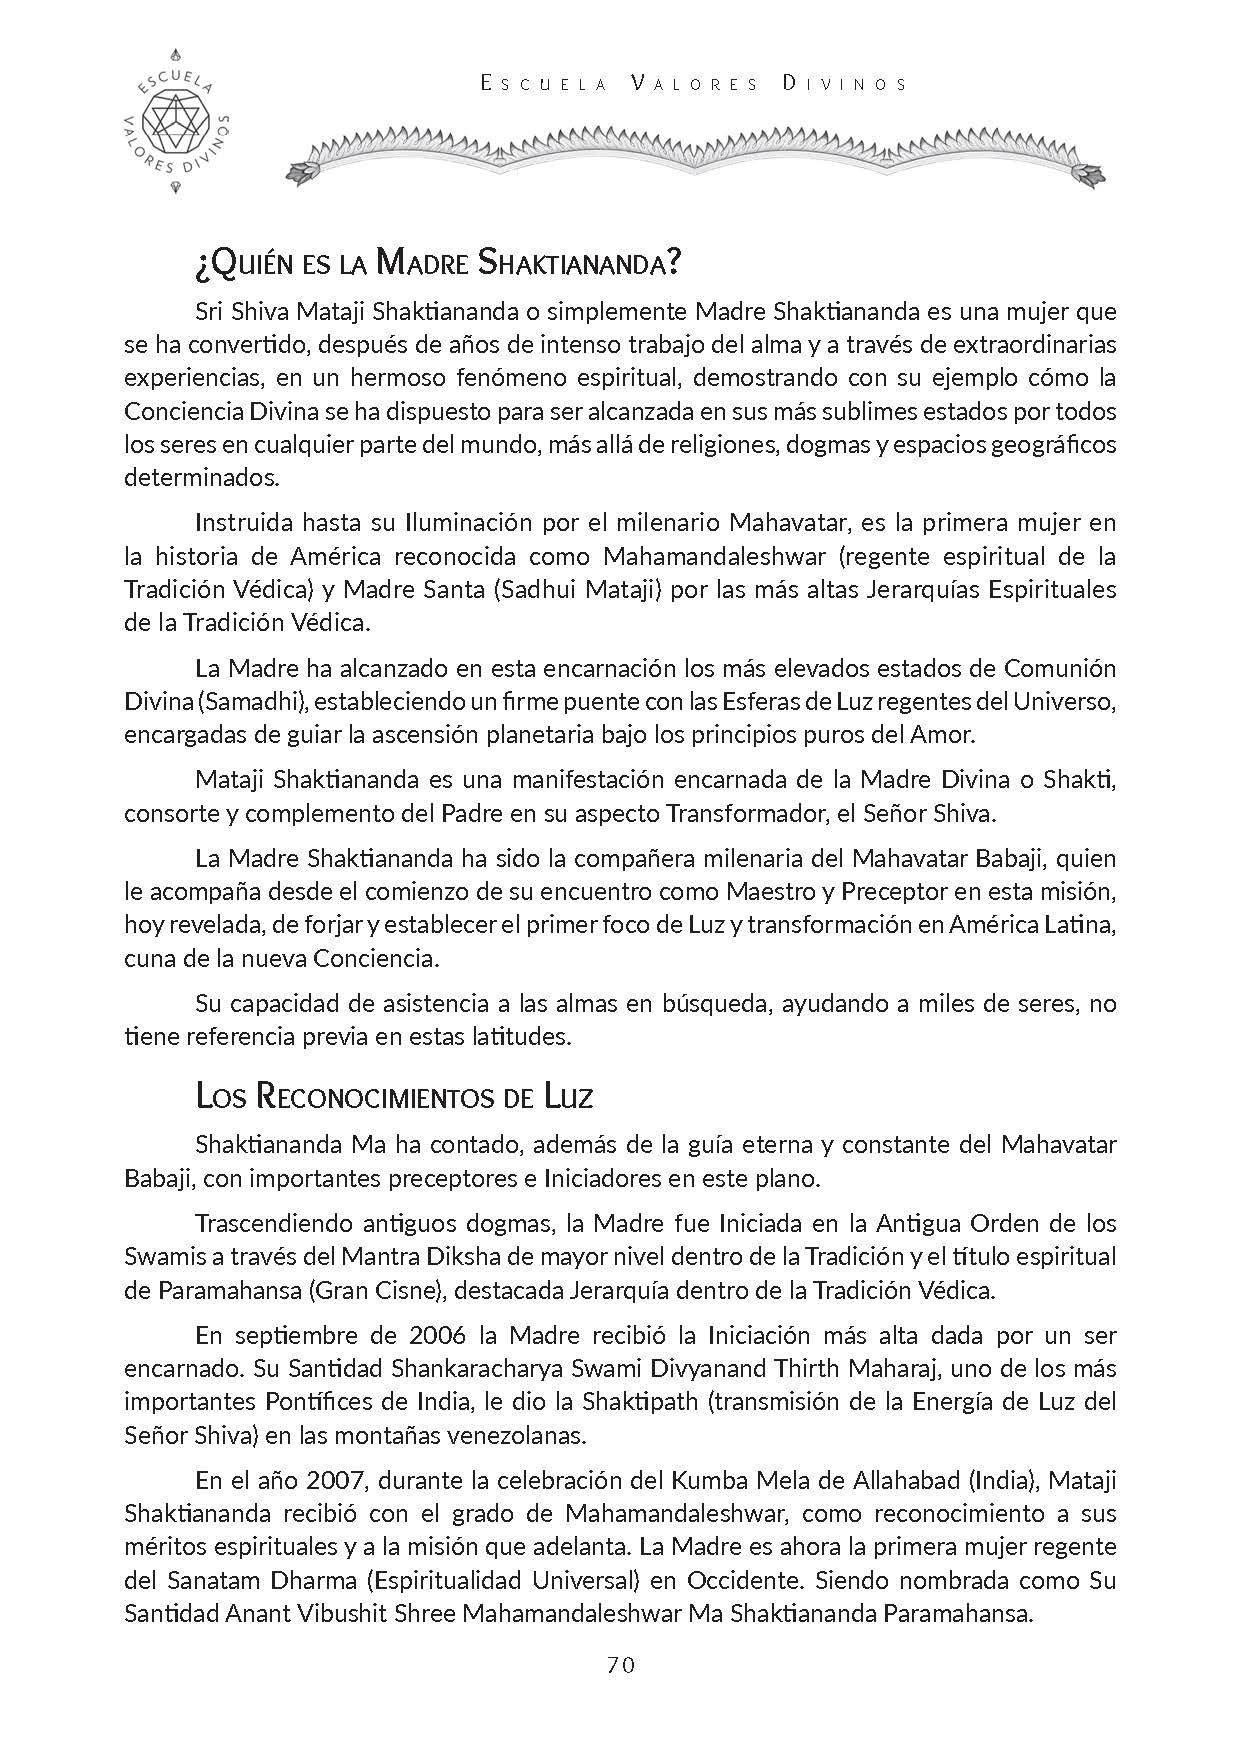 ESCUELA
VALORES DIVINOS
Escuela Valores Divinos
¿Quién es la Madre Shaktiananda?
Sri Shiva Mataji Shaktiananda o simplemente Madre Shaktiananda es una mujer que
se ha convertido, después de años de intenso trabajo del alma y a través de extraordinarias
experiencias, en un hermoso fenómeno espiritual, demostrando con su ejemplo cómo la
Conciencia Divina se ha dispuesto para ser alcanzada en sus más sublimes estados por todos
los seres en cualquier parte del mundo, más allá de religiones, dogmas y espacios geográficos
determinados.
Instruida hasta su Iluminación por el milenario Mahavatar, es la primera mujer en
la historia de América reconocida como Mahamandaleshwar (regente espiritual de la
Tradición Védica) y Madre Santa (Sadhui Mataji) por las más altas Jerarquías Espirituales
de la Tradición Védica.
La Madre ha alcanzado en esta encarnación los más elevados estados de Comunión
Divina (Samadhi), estableciendo un firme puente con las Esferas de Luz regentes del Universo,
encargadas de guiar la ascensión planetaria bajo los principios puros del Amor.
Mataji Shaktiananda es una manifestación encarnada de la Madre Divina o Shakti,
consorte y complemento del Padre en su aspecto Transformador, el Señor Shiva.
La Madre Shaktiananda ha sido la compañera milenaria del Mahavatar Babaji, quien
le acompaña desde el comienzo de su encuentro como Maestro y Preceptor en esta misión,
hoy revelada, de forjar y establecer el primer foco de Luz y transformación en América Latina,
cuna de la nueva Conciencia.
Su capacidad de asistencia a las almas en búsqueda, ayudando a miles de seres, no
tiene referencia previa en estas latitudes.
Los Reconocimientos de Luz
Shaktiananda Ma ha contado, además de la guía eterna y constante del Mahavatar
Babaji, con importantes preceptores e Iniciadores en este plano.
Trascendiendo antiguos dogmas, la Madre fue Iniciada en la Antigua Orden de los
Swamis a través del Mantra Diksha de mayor nivel dentro de la Tradición y el título espiritual
de Paramahansa (Gran Cisne), destacada Jerarquía dentro de la Tradición Védica.
En septiembre de 2006 la Madre recibió la Iniciación más alta dada por un ser
encarnado. Su Santidad Shankaracharya Swami Divyanand Thirth Maharaj, uno de los más
importantes Pontífices de India, le dio la Shaktipath (transmisión de la Energía de Luz del
Señor Shiva) en las montañas venezolanas.
En el año 2007, durante la celebración del Kumba Mela de Allahabad (India), Mataji
Shaktiananda recibió con el grado de Mahamandaleshwar, como reconocimiento a sus
méritos espirituales y a la misión que adelanta. La Madre es ahora la primera mujer regente
del Sanatam Dharma (Espiritualidad Universal) en Occidente. Siendo nombrada como Su
Santidad Anant Vibushit Shree Mahamandaleshwar Ma Shaktiananda Paramahansa.
70